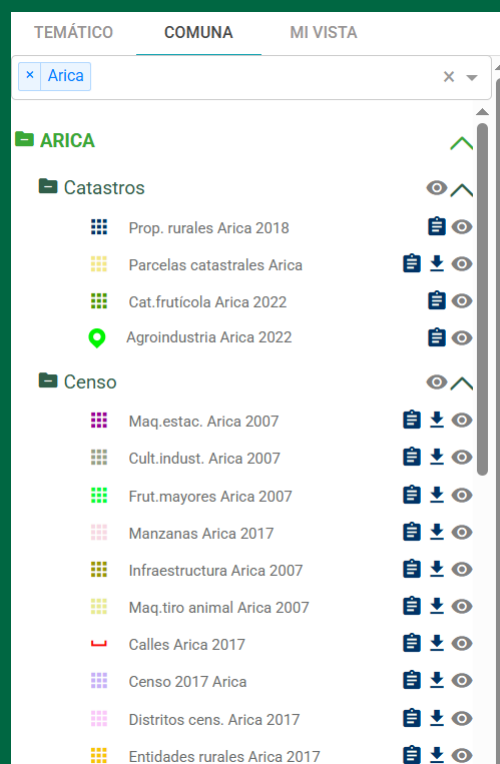 TEMÁTICO COMUNA MI VISTA
× Arica ×
ARICA
Catastros
Prop. rurales Arica 2018
Parcelas catastrales Arica
Cat.frutícola Arica 2022
Agroindustria Arica 2022
Censo
Maq.estac. Arica 2007
Cult.indust. Arica 2007
Frut.mayores Arica 2007
Manzanas Arica 2017
Infraestructura Arica 2007
Maq.tiro animal Arica 2007
Calles Arica 2017
Censo 2017 Arica
Distritos cens. Arica 2017
Entidades rurales Arica 2017